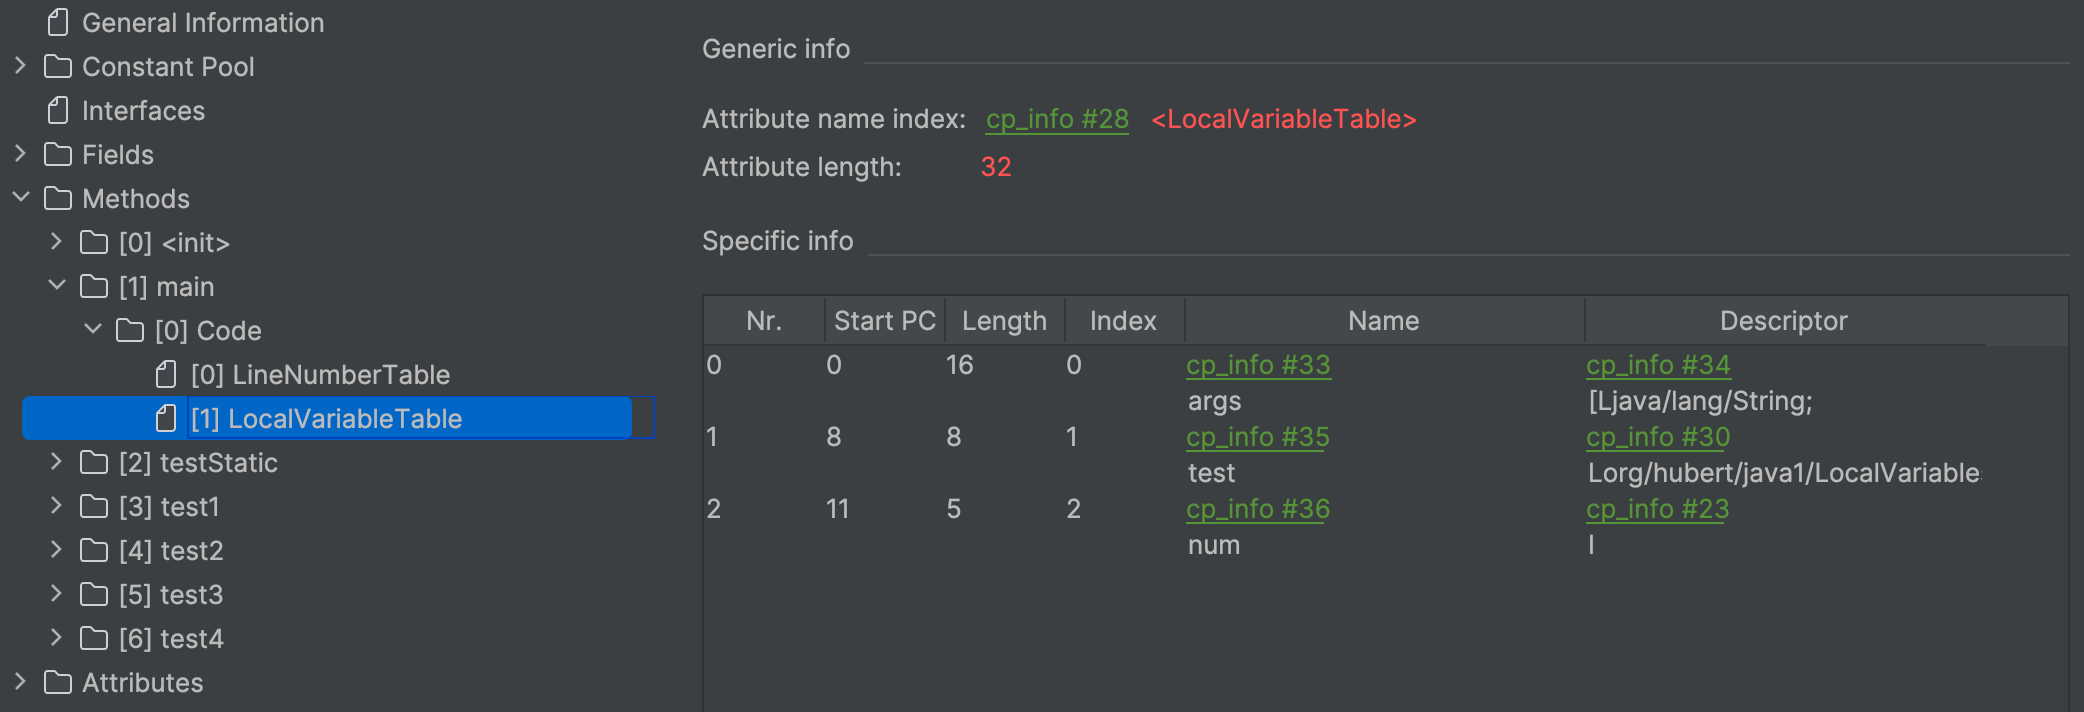 General Information
Constant Pool
Interfaces
Fields
Methods
[0] <init>
[1] main
[0] Code
[0] LineNumberTable
[1] LocalVariableTable
[2] testStatic
[3] test1
[4] test2
[5] test3
[6] test4
Attributes
Generic info
Attribute name index: cp_info #28 <LocalVariableTable>
Attribute length: 32
Specific info
Nr. Start PC Length Index Name Descriptor
0 0 16 0 cp_info #33 cp_info #34
args [Ljava/lang/String;
1 8 8 1 cp_info #35 cp_info #30
test Lorg/hubert/java1/LocalVariable
2 11 5 2 cp_info #36 cp_info #23
num I